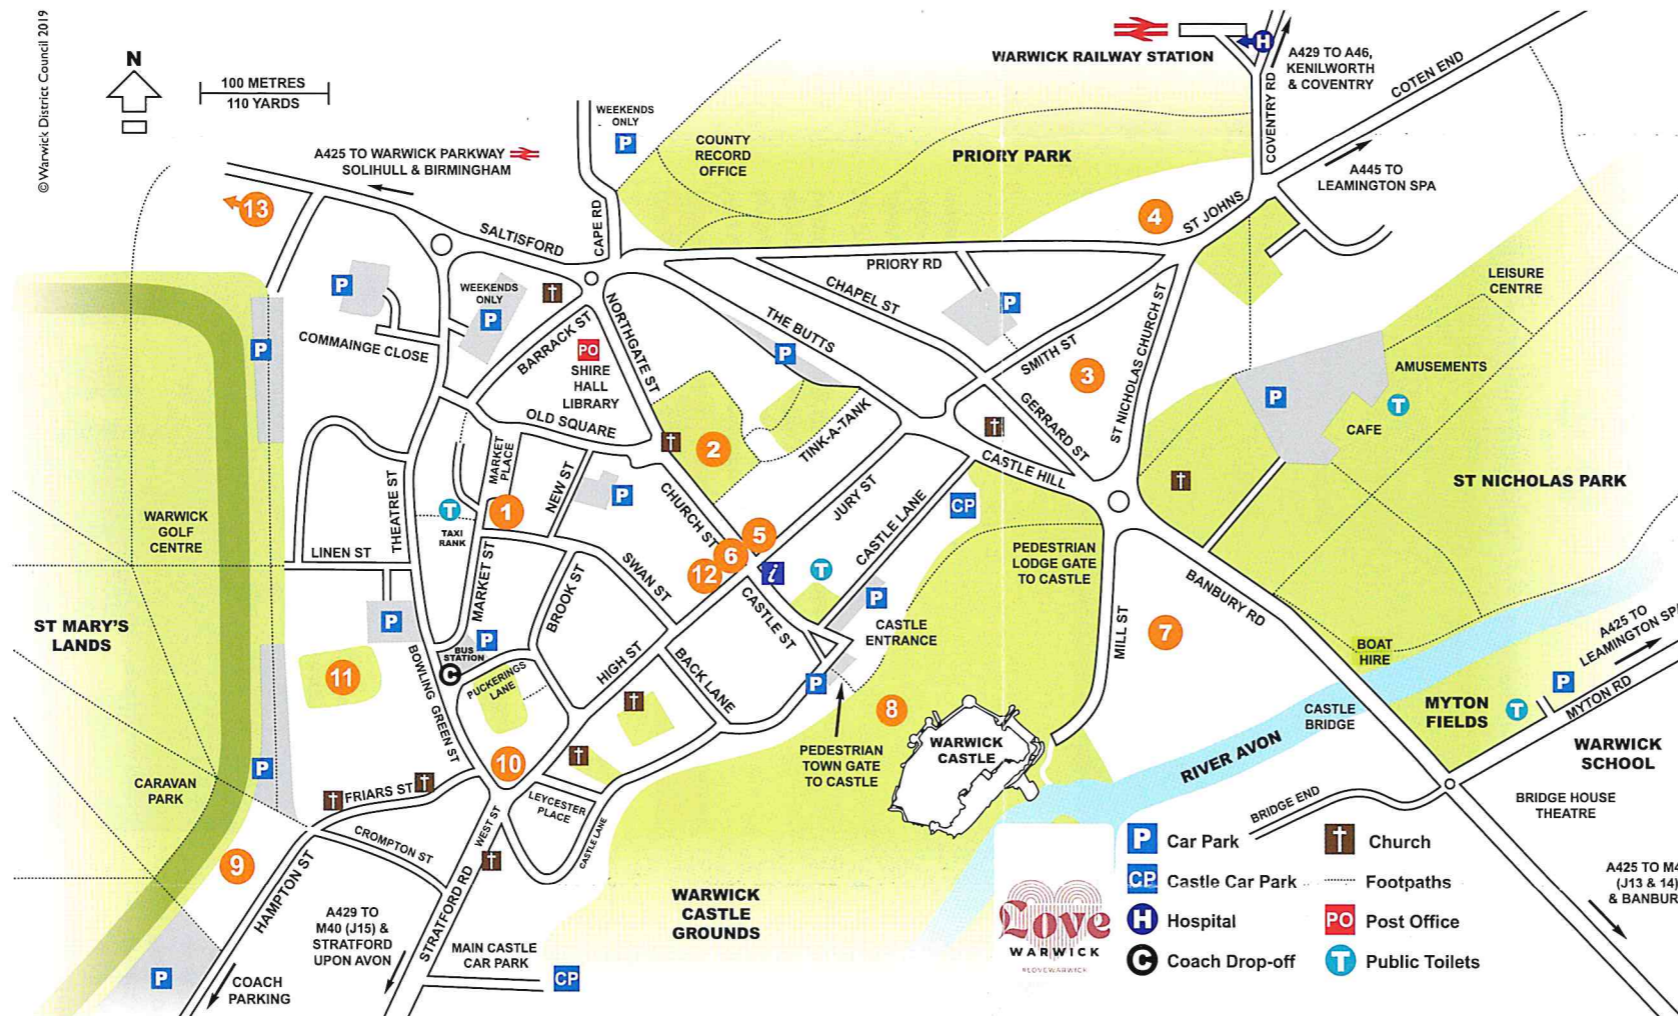 © Warwick District Council 2019
N
100 METRES
110 YARDS
A425 TO WARWICK PARKWAY
SOLIHULL & BIRMINGHAM
WEEKENDS
ONLY
P
COUNTY
RECORD
OFFICE
WARWICK RAILWAY STATION
H
A429 TO A46,
KENILWORTH
& COVENTRY
COVENTRY RD
COTEN END
PRIORY PARK
A445 TO
LEAMINGTON SPA
13
SALTISFORD
CAPE RD
4
ST JOHNS
P
WEEKENDS
ONLY
P
PRIORY RD
CHAPEL ST
P
LEISURE
CENTRE
COMMAINGE CLOSE
P
BARRACK ST
PO
SHIRE
HALL
LIBRARY
NORTHGATE ST
THE BUTTS
P
SMITH ST
3
ST NICHOLAS CHURCH ST
AMUSEMENTS
P
T
CAFE
OLD SQUARE
GERRARD ST
TINK-A-TANK
2
MARKET
PLACE
NEW ST
CASTLE HILL
ST NICHOLAS PARK
THEATRE ST
T
TAXI
RANK
1
P
CHURCH ST
JURY ST
CASTLE LANE
CP
WARWICK
GOLF
CENTRE
LINEN ST
MARKET ST
BROOK ST
SWAN ST
5
6
12
i
T
PEDESTRIAN
LODGE GATE
TO CASTLE
BANBURY RD
ST MARY'S
LANDS
P
BUS
STATION
P
C
CASTLE ST
P
CASTLE
ENTRANCE
MILL ST
7
BOAT
HIRE
A425 TO
LEAMINGTON SPA
11
BOWLING GREEN ST
PUCKERINGS
LANE
HIGH ST
BACK LANE
P
8
WARWICK
CASTLE
CASTLE
BRIDGE
MYTON
FIELDS
T
P
MYTON RD
PEDESTRIAN
TOWN GATE
TO CASTLE
RIVER AVON
WARWICK
SCHOOL
P
CARAVAN
PARK
10
FRIARS ST
LEYCESTER
PLACE
CASTLE LANE
WEST ST
CROMPTON ST
BRIDGE END
BRIDGE HOUSE
THEATRE
9
HAMPTON ST
STRATFORD RD
A429 TO
M40 (J15) &
STRATFORD
UPON AVON
WARWICK
CASTLE
GROUNDS
A425 TO M4
(J13 & 14)
& BANBUR
P
COACH
PARKING
MAIN CASTLE
CAR PARK
CP
Love
WARWICK
#LOVEWARWICK
P Car Park
CP Castle Car Park
H Hospital
C Coach Drop-off
Church
Footpaths
PO Post Office
T Public Toilets